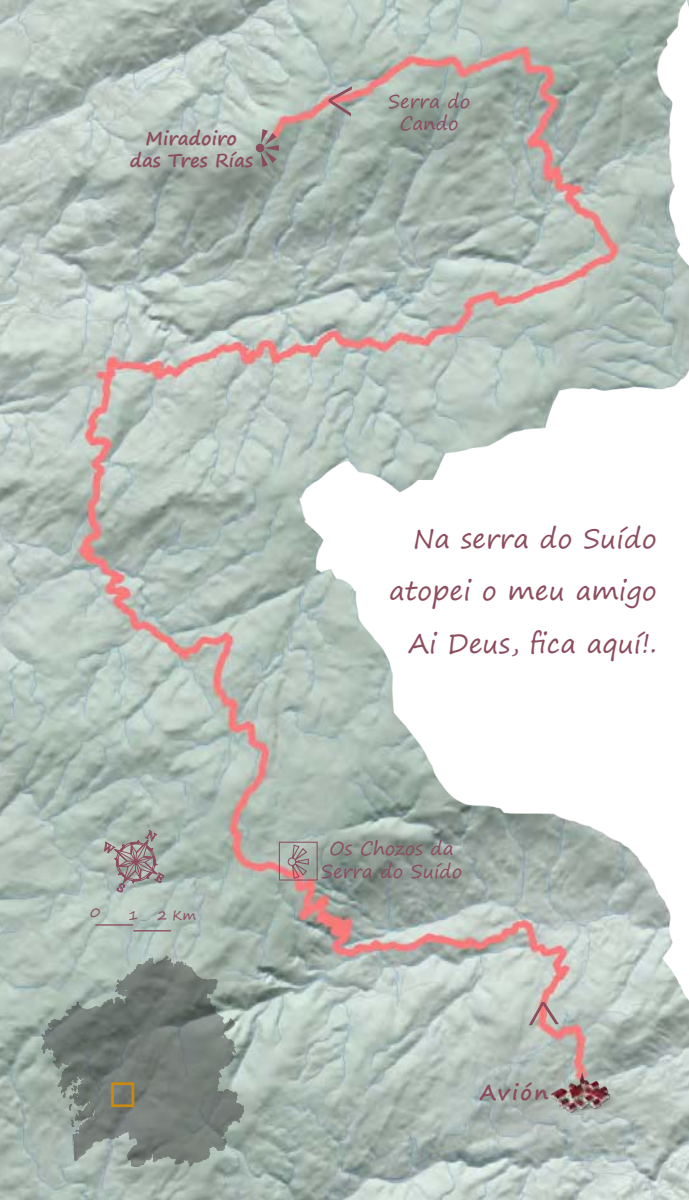 Serra do
Cando
Miradoiro
das Tres Rías
Na serra do Suído
atopei o meu amigo
Ai Deus, fica aquí!.
N
W
E
S
Os Chozos da
Serra do Suído
0 1 2 Km
Avión